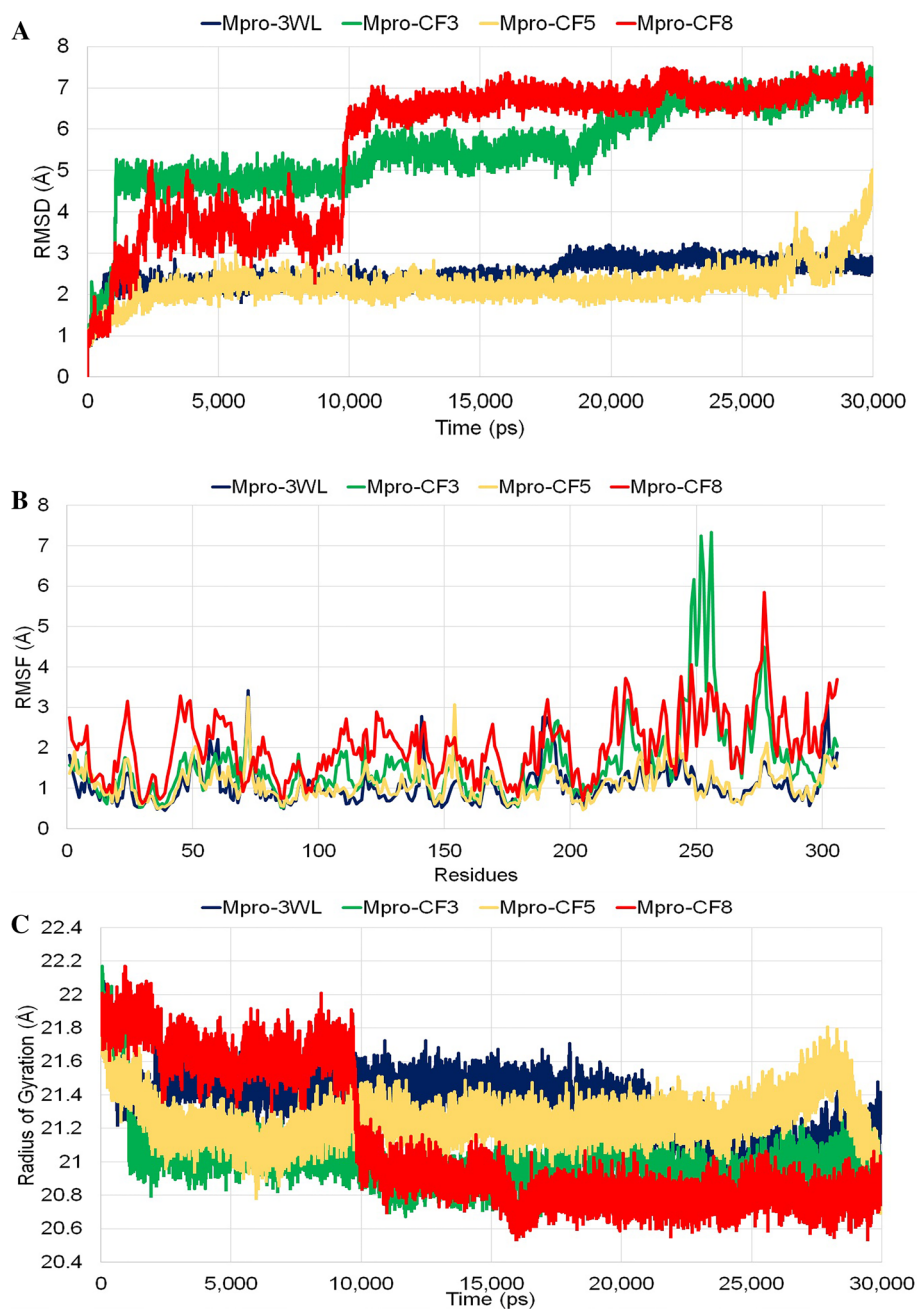 A
Mpro-3WL Mpro-CF3 Mpro-CF5 Mpro-CF8
8
7
6
5
4
3
2
1
0
RMSD (Å)
0 5,000 10,000 15,000 20,000 25,000 30,000
Time (ps)
B
Mpro-3WL Mpro-CF3 Mpro-CF5 Mpro-CF8
8
7
6
5
4
3
2
1
0
RMSF (Å)
0 50 100 150 200 250 300
Residues
C
Mpro-3WL Mpro-CF3 Mpro-CF5 Mpro-CF8
22.4
22.2
22
21.8
21.6
21.4
21.2
21
20.8
20.6
20.4
Radius of Gyration (Å)
0 5,000 10,000 15,000 20,000 25,000 30,000
Time (ps)